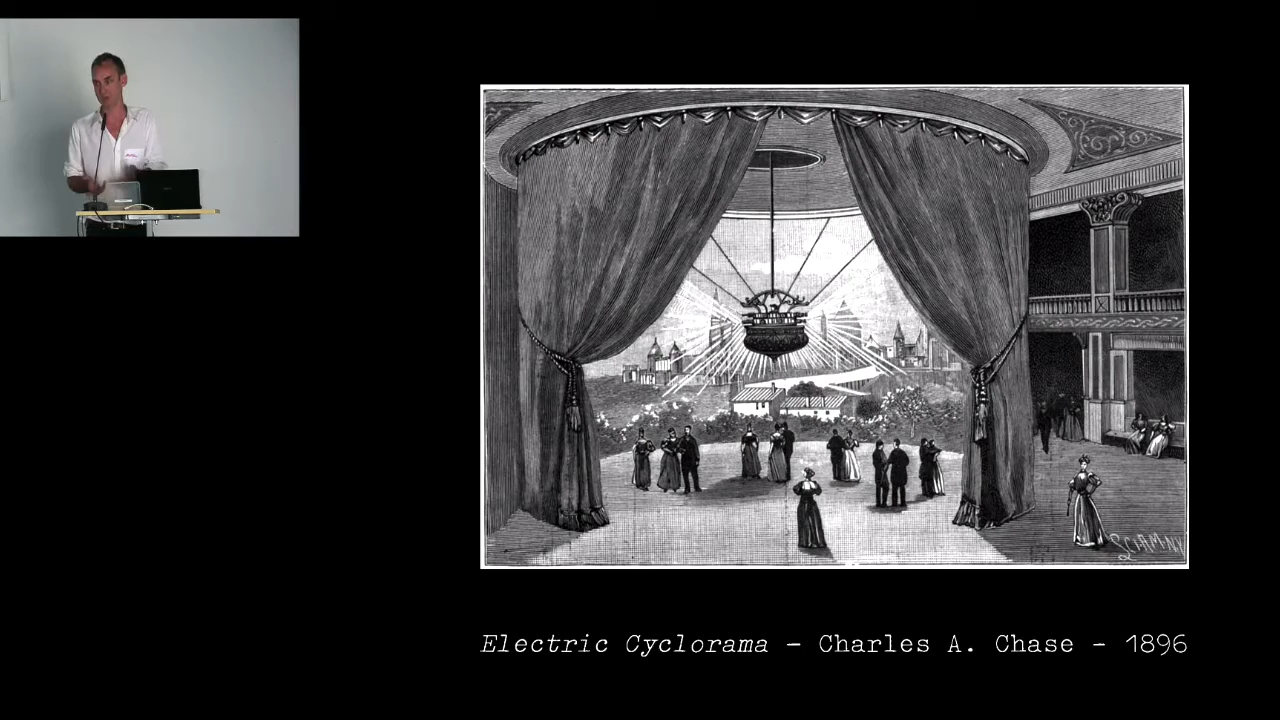 Electric Cyclorama – Charles A. Chase – 1896